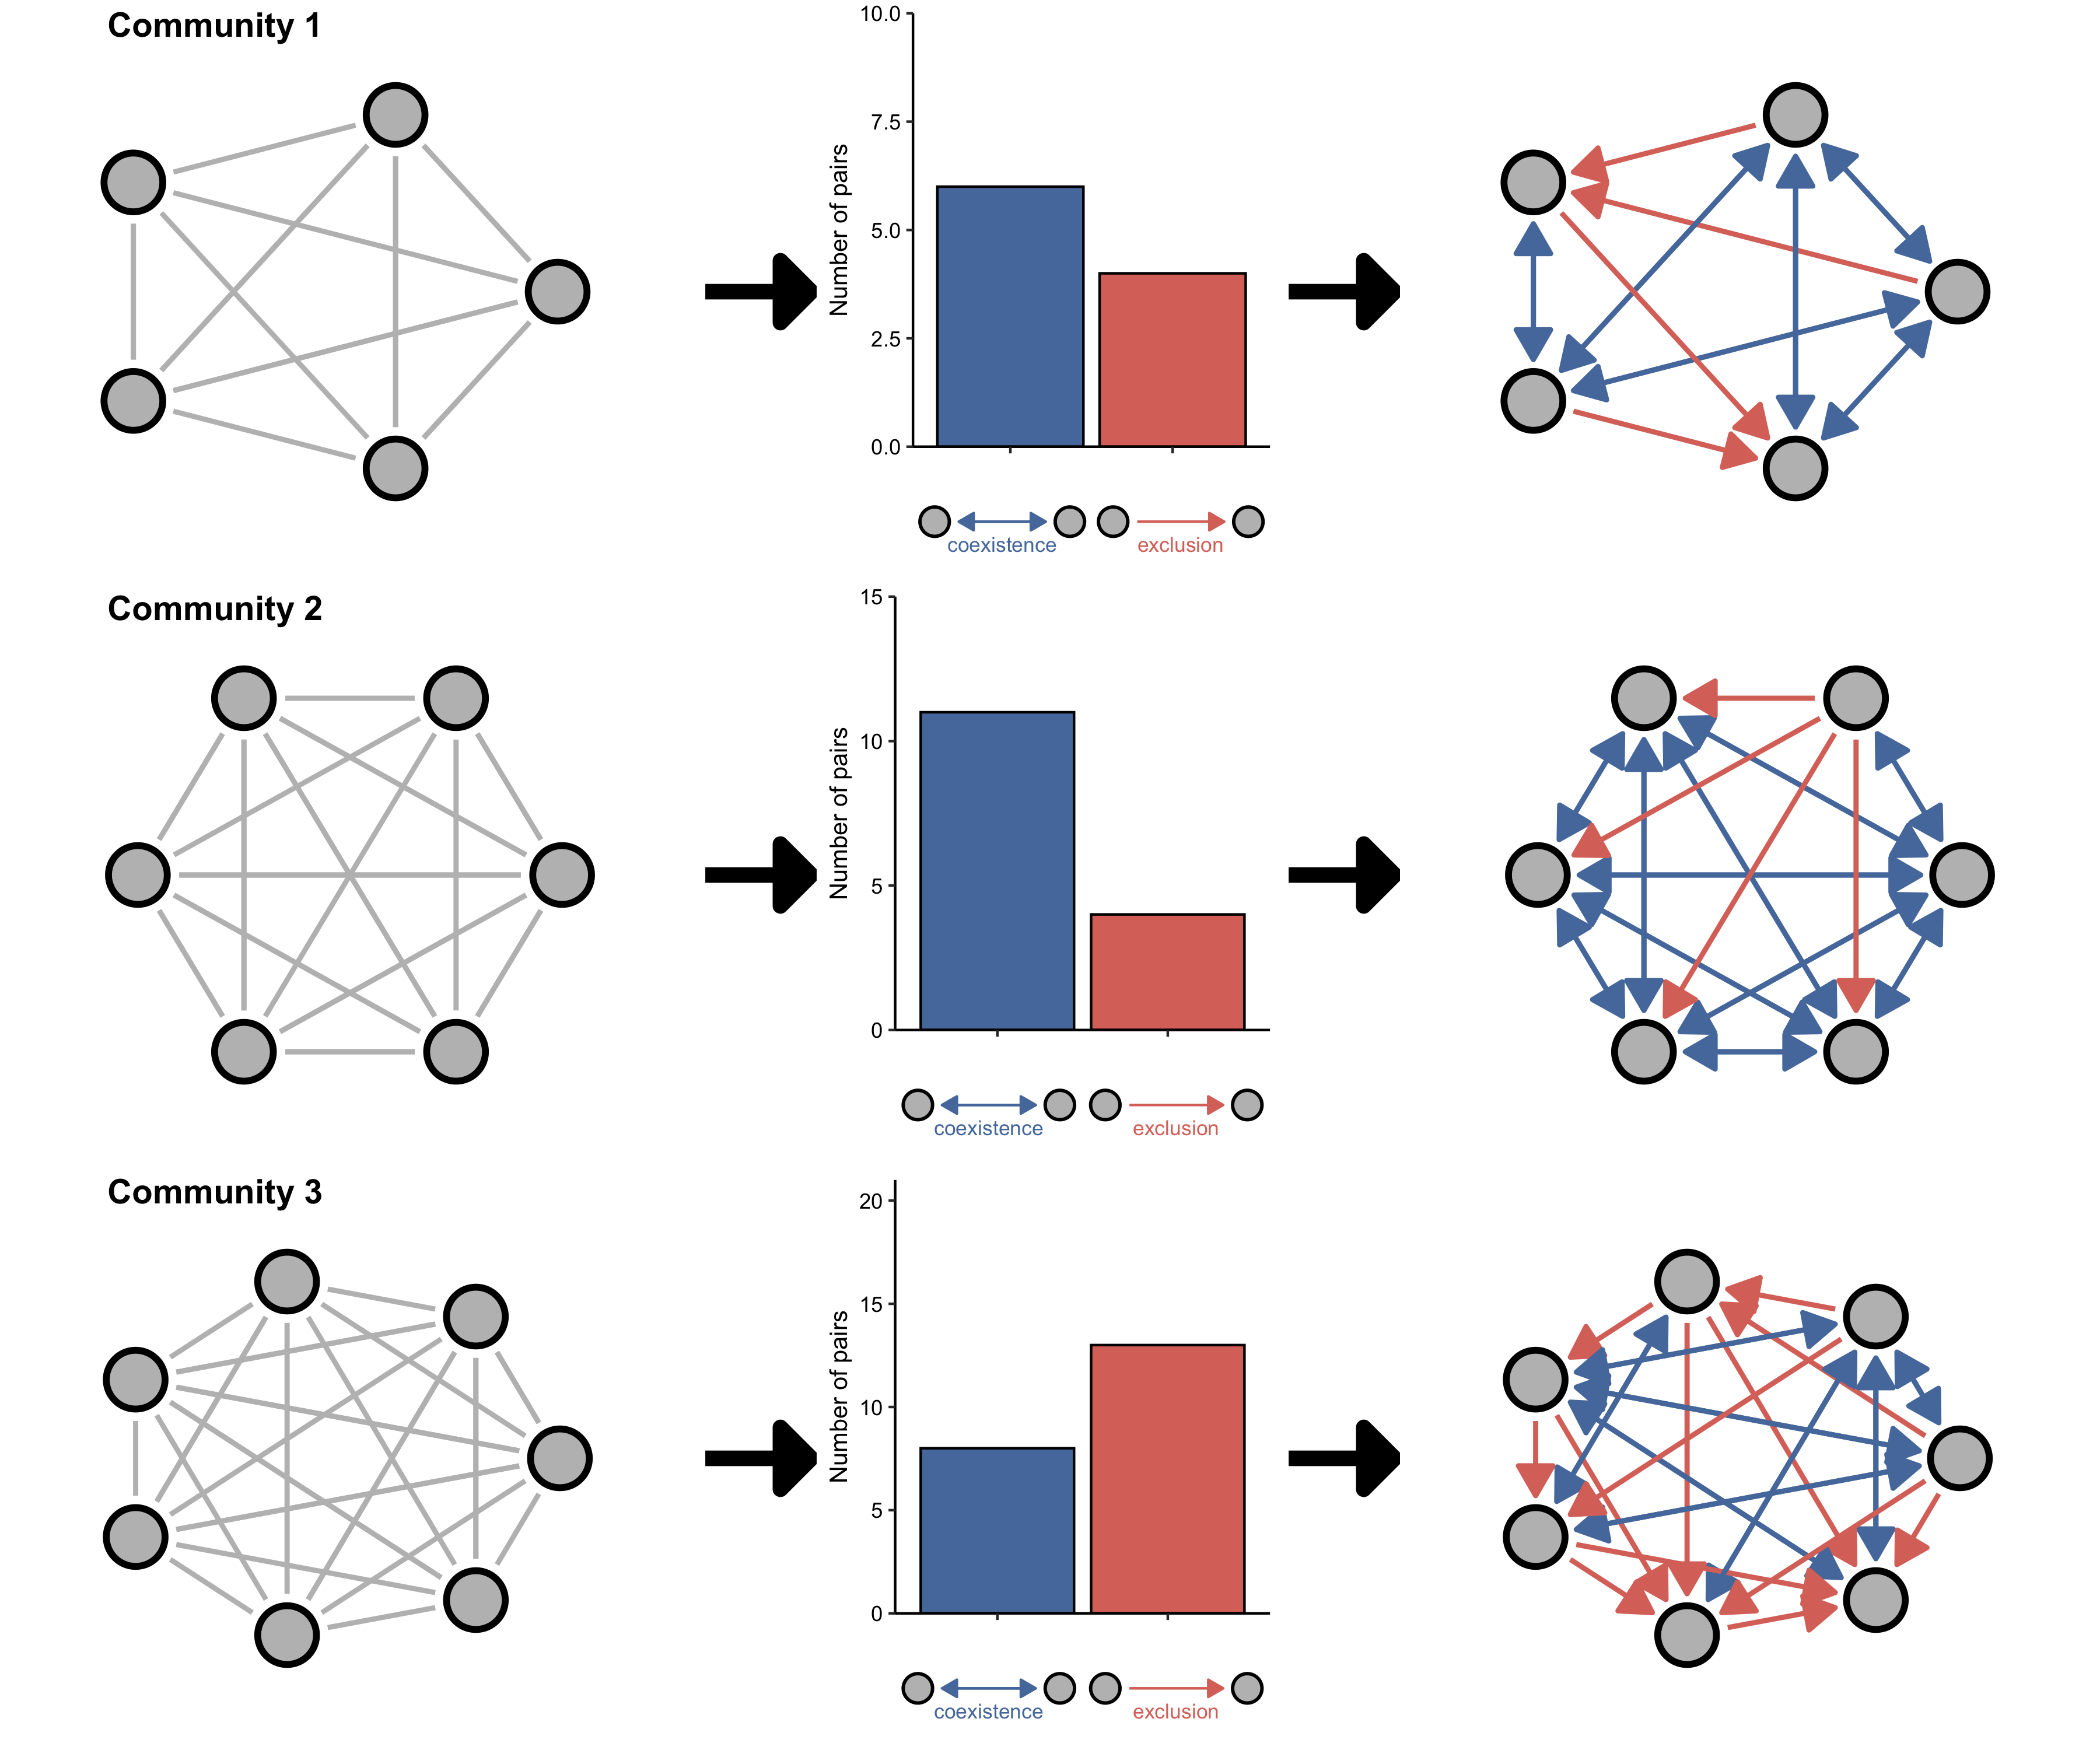 Community 1
Number of pairs
10.0
7.5
5.0
2.5
0.0
coexistence
exclusion
Community 2
Number of pairs
15
10
5
0
coexistence
exclusion
Community 3
Number of pairs
20
15
10
5
0
coexistence
exclusion